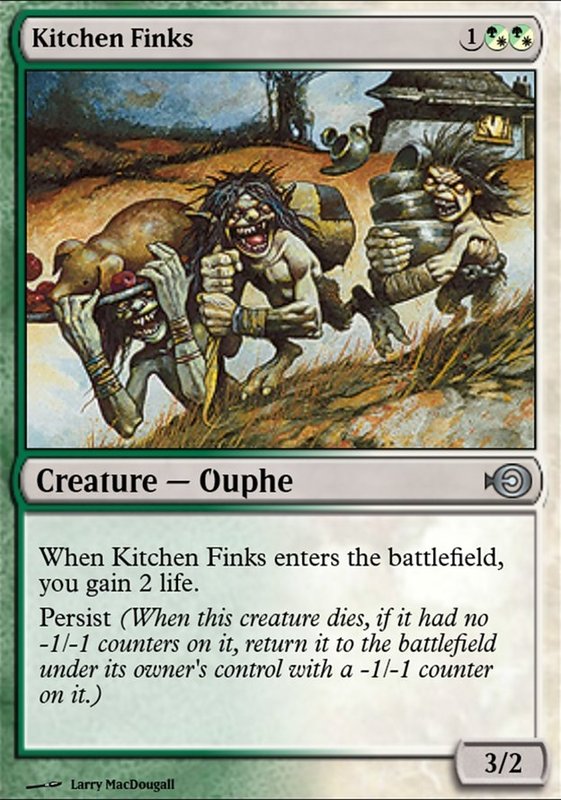 Kitchen Finks 1
Creature — Ouphe
When Kitchen Finks enters the battlefield,
you gain 2 life.
Persist (When this creature dies, if it had no
-1/-1 counters on it, return it to the battlefield
under its owner's control with a -1/-1 counter
on it.)
3/2
Larry MacDougall